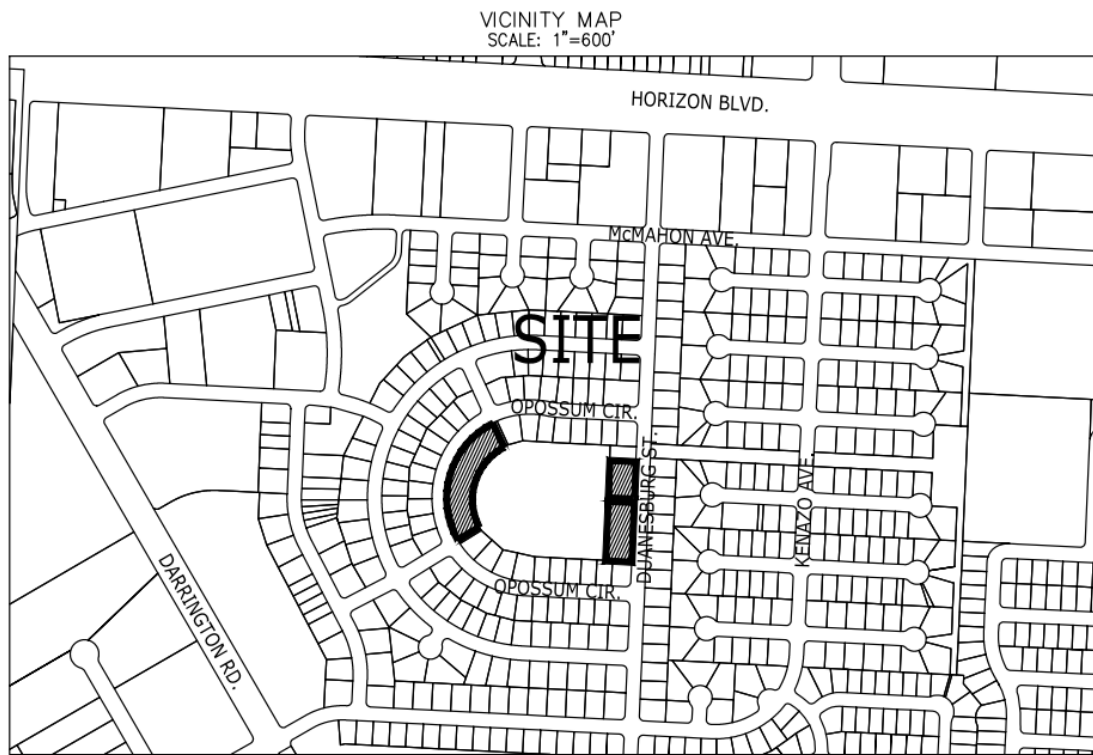 VICINITY MAP
SCALE: 1"=600'
HORIZON BLVD.
McMAHON AVE.
SITE
OPOSSUM CIR.
DUANESBURG ST.
KENAZO AVE.
OPOSSUM CIR.
DARRINGTON RD.